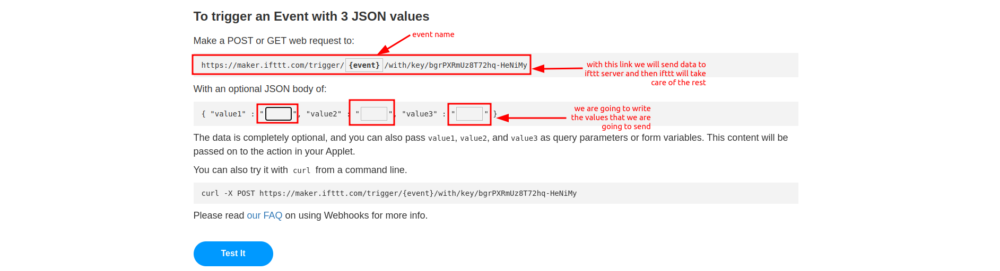 To trigger an Event with 3 JSON values
event name
Make a POST or GET web request to:
https://maker.ifttt.com/trigger/ {event} /with/key/bgrPXRmUz8T72hq-HeNiMy
with this link we will send data to
ifttt server and then ifttt will take
care of the rest
With an optional JSON body of:
{ "value1" : "", "value2" : "", "value3" : "" }
we are going to write
the values that we are
going to send
The data is completely optional, and you can also pass value1, value2, and value3 as query parameters or form variables. This content will be
passed on to the action in your Applet.
You can also try it with curl from a command line.
curl -X POST https://maker.ifttt.com/trigger/{event}/with/key/bgrPXRmUz8T72hq-HeNiMy
Please read our FAQ on using Webhooks for more info.
Test It